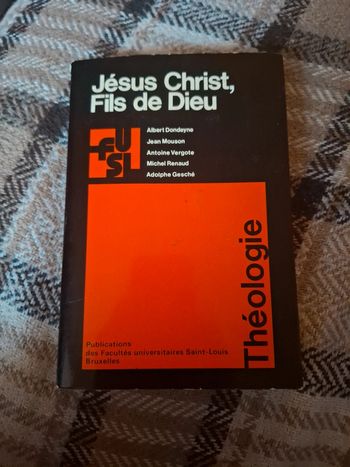 Jésus Christ,
Fils de Dieu
fUSL
Albert Dondeyne
Jean Mouson
Antoine Vergote
Michel Renaud
Adolphe Gesché
Théologie
Publications
des Facultés universitaires Saint-Louis
Bruxelles